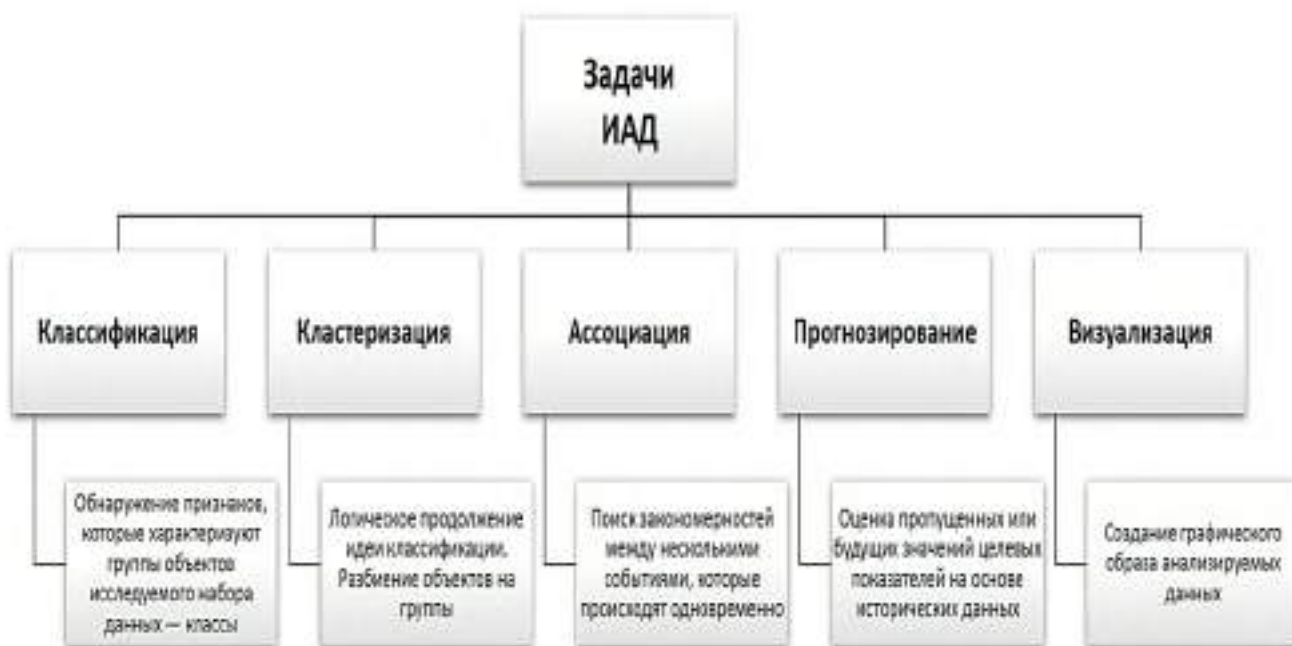 Задачи
ИАД
Классификация
Кластеризация
Ассоциация
Прогнозирование
Визуализация
Обнаружение признаков,
которые характеризуют
группы объектов
исследуемого набора
данных — классы
Логическое продолжение
идеи классификации.
Разбиение объектов на
группы
Поиск закономерностей
между несколькими
событиями, которые
происходят одновременно
Оценка пропущенных или
будущих значений целевых
показателей на основе
исторических данных
Создание графического
образа анализируемых
данных